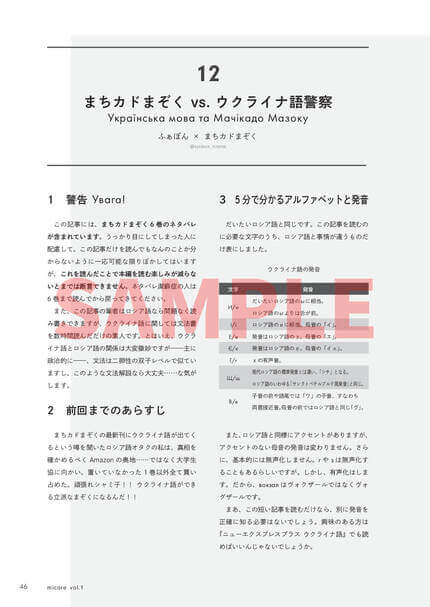 12
まちカドまぞく vs. ウクライナ語警察
Українська мова та Мачікадо Мазоку
ふぁぼん × まちカドまぞく
1 警告 Увага!
この記事には、まちカドまぞく6巻のネタバレ
が含まれています。うっかり目にしてしまった人に
配慮して、この記事だけを読んでもなんのことか分
からないように一応可能な限りぼかしてはいます
が、これを読んだことで本編を読む楽しみが減らな
いとまでは断言できません。ネタバレ潔癖症の人は
6巻まで読んでから戻ってきてください。
また、この記事の筆者はロシア語なら問題なく読
み書きできますが、ウクライナ語に関しては文法書
を数時間読んだだけの素人です。とはいえ、ウクラ
イナ語とロシア語の関係は大変微妙ですが――主に
政治的に――、文法は二卵性の双子レベルで似てい
ますし、このような文法解説なら大丈夫……な気が
します。
2 前回までのあらすじ
まちカドまぞくの最新刊にウクライナ語が出てく
るという噂を聞いたロシア語オタクの私は、真相を
確かめるべく Amazon の奥地……ではなく大学生
協に向かい、置いていなかった1巻以外全て買い
占めた。頑張れシャミ子!! ウクライナ語ができ
る立派なまぞくになるんだ!!
3 5分で分かるアルファベットと発音
だいたいロシア語と同じです。この記事を読むの
に必要な文字のうち、ロシア語と事情が違うものだ
け表にしました。
ウクライナ語の発音
文字 発音
И/и だいたいロシア語のыに相当。
ロシア語のыよりは㋑が前。
І/і ロシア語のиに相当、母音の「イ」。
Е/е 発音はロシア語のэ、母音の「エ」
Є/є 発音はロシア語のе、母音の「イェ」。
Г/г хの有声音。
Щ/щ 現代ロシア語の標準発音とは違い、「シチ」となる。
ロシア語のいわゆる「サンクトペテルブルク風発音」と同じ。
В/в 子音の前や語尾では「ウ」の子音、すなわち
両唇接近音。母音の前ではロシア語と同じ「ヴ」。
また、ロシア語と同様にアクセントがありますが、
アクセントのない母音の発音は変わりません。さら
に、基本的には無声化しません。гやзは無声化す
ることもあるらしいですが。しかし、有声化はしま
す。だから、вокзалはヴォクザールではなくヴォ
グザールです。
まあ、この短い記事を読むだけなら、別に発音を
正確に知る必要はないでしょう。興味のある方は
『ニューエクスプレスプラス ウクライナ語』でも読
めばいいんじゃないでしょうか。
SAMPLE
46 micare vol.1